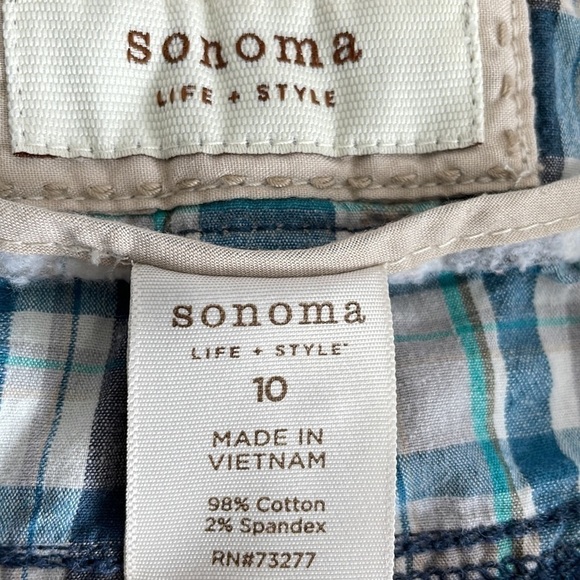 sonoma
LIFE + STYLE
sonoma
LIFE + STYLE
10
MADE IN
VIETNAM
98% Cotton
2% Spandex
RN#73277